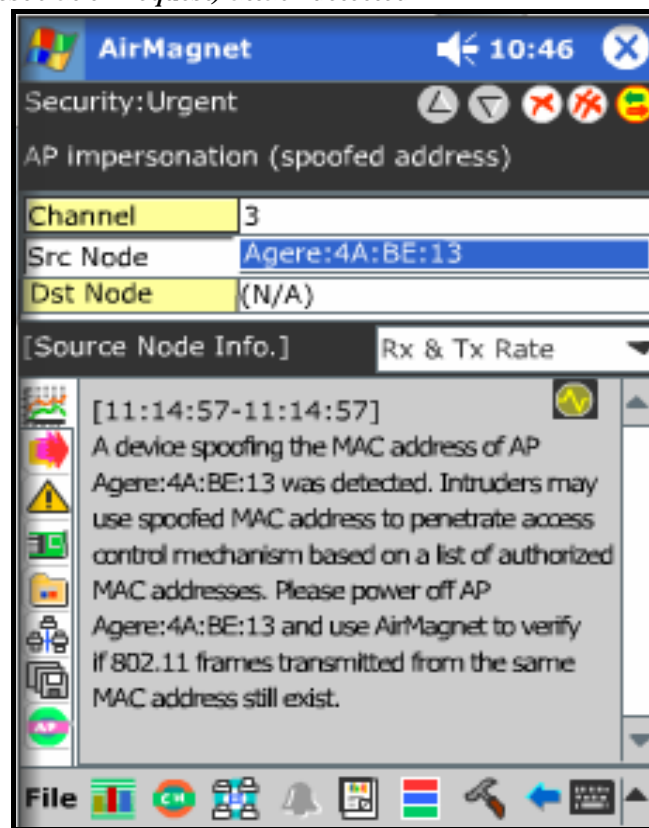 AirMagnet 10:46
Security:Urgent
AP impersonation (spoofed address)
Channel 3
Src Node Agere:4A:BE:13
Dst Node (N/A)
[Source Node Info.] Rx & Tx Rate
[11:14:57-11:14:57]
A device spoofing the MAC address of AP
Agere:4A:BE:13 was detected. Intruders may
use spoofed MAC address to penetrate access
control mechanism based on a list of authorized
MAC addresses. Please power off AP
Agere:4A:BE:13 and use AirMagnet to verify
if 802.11 frames transmitted from the same
MAC address still exist.
AP
File CH